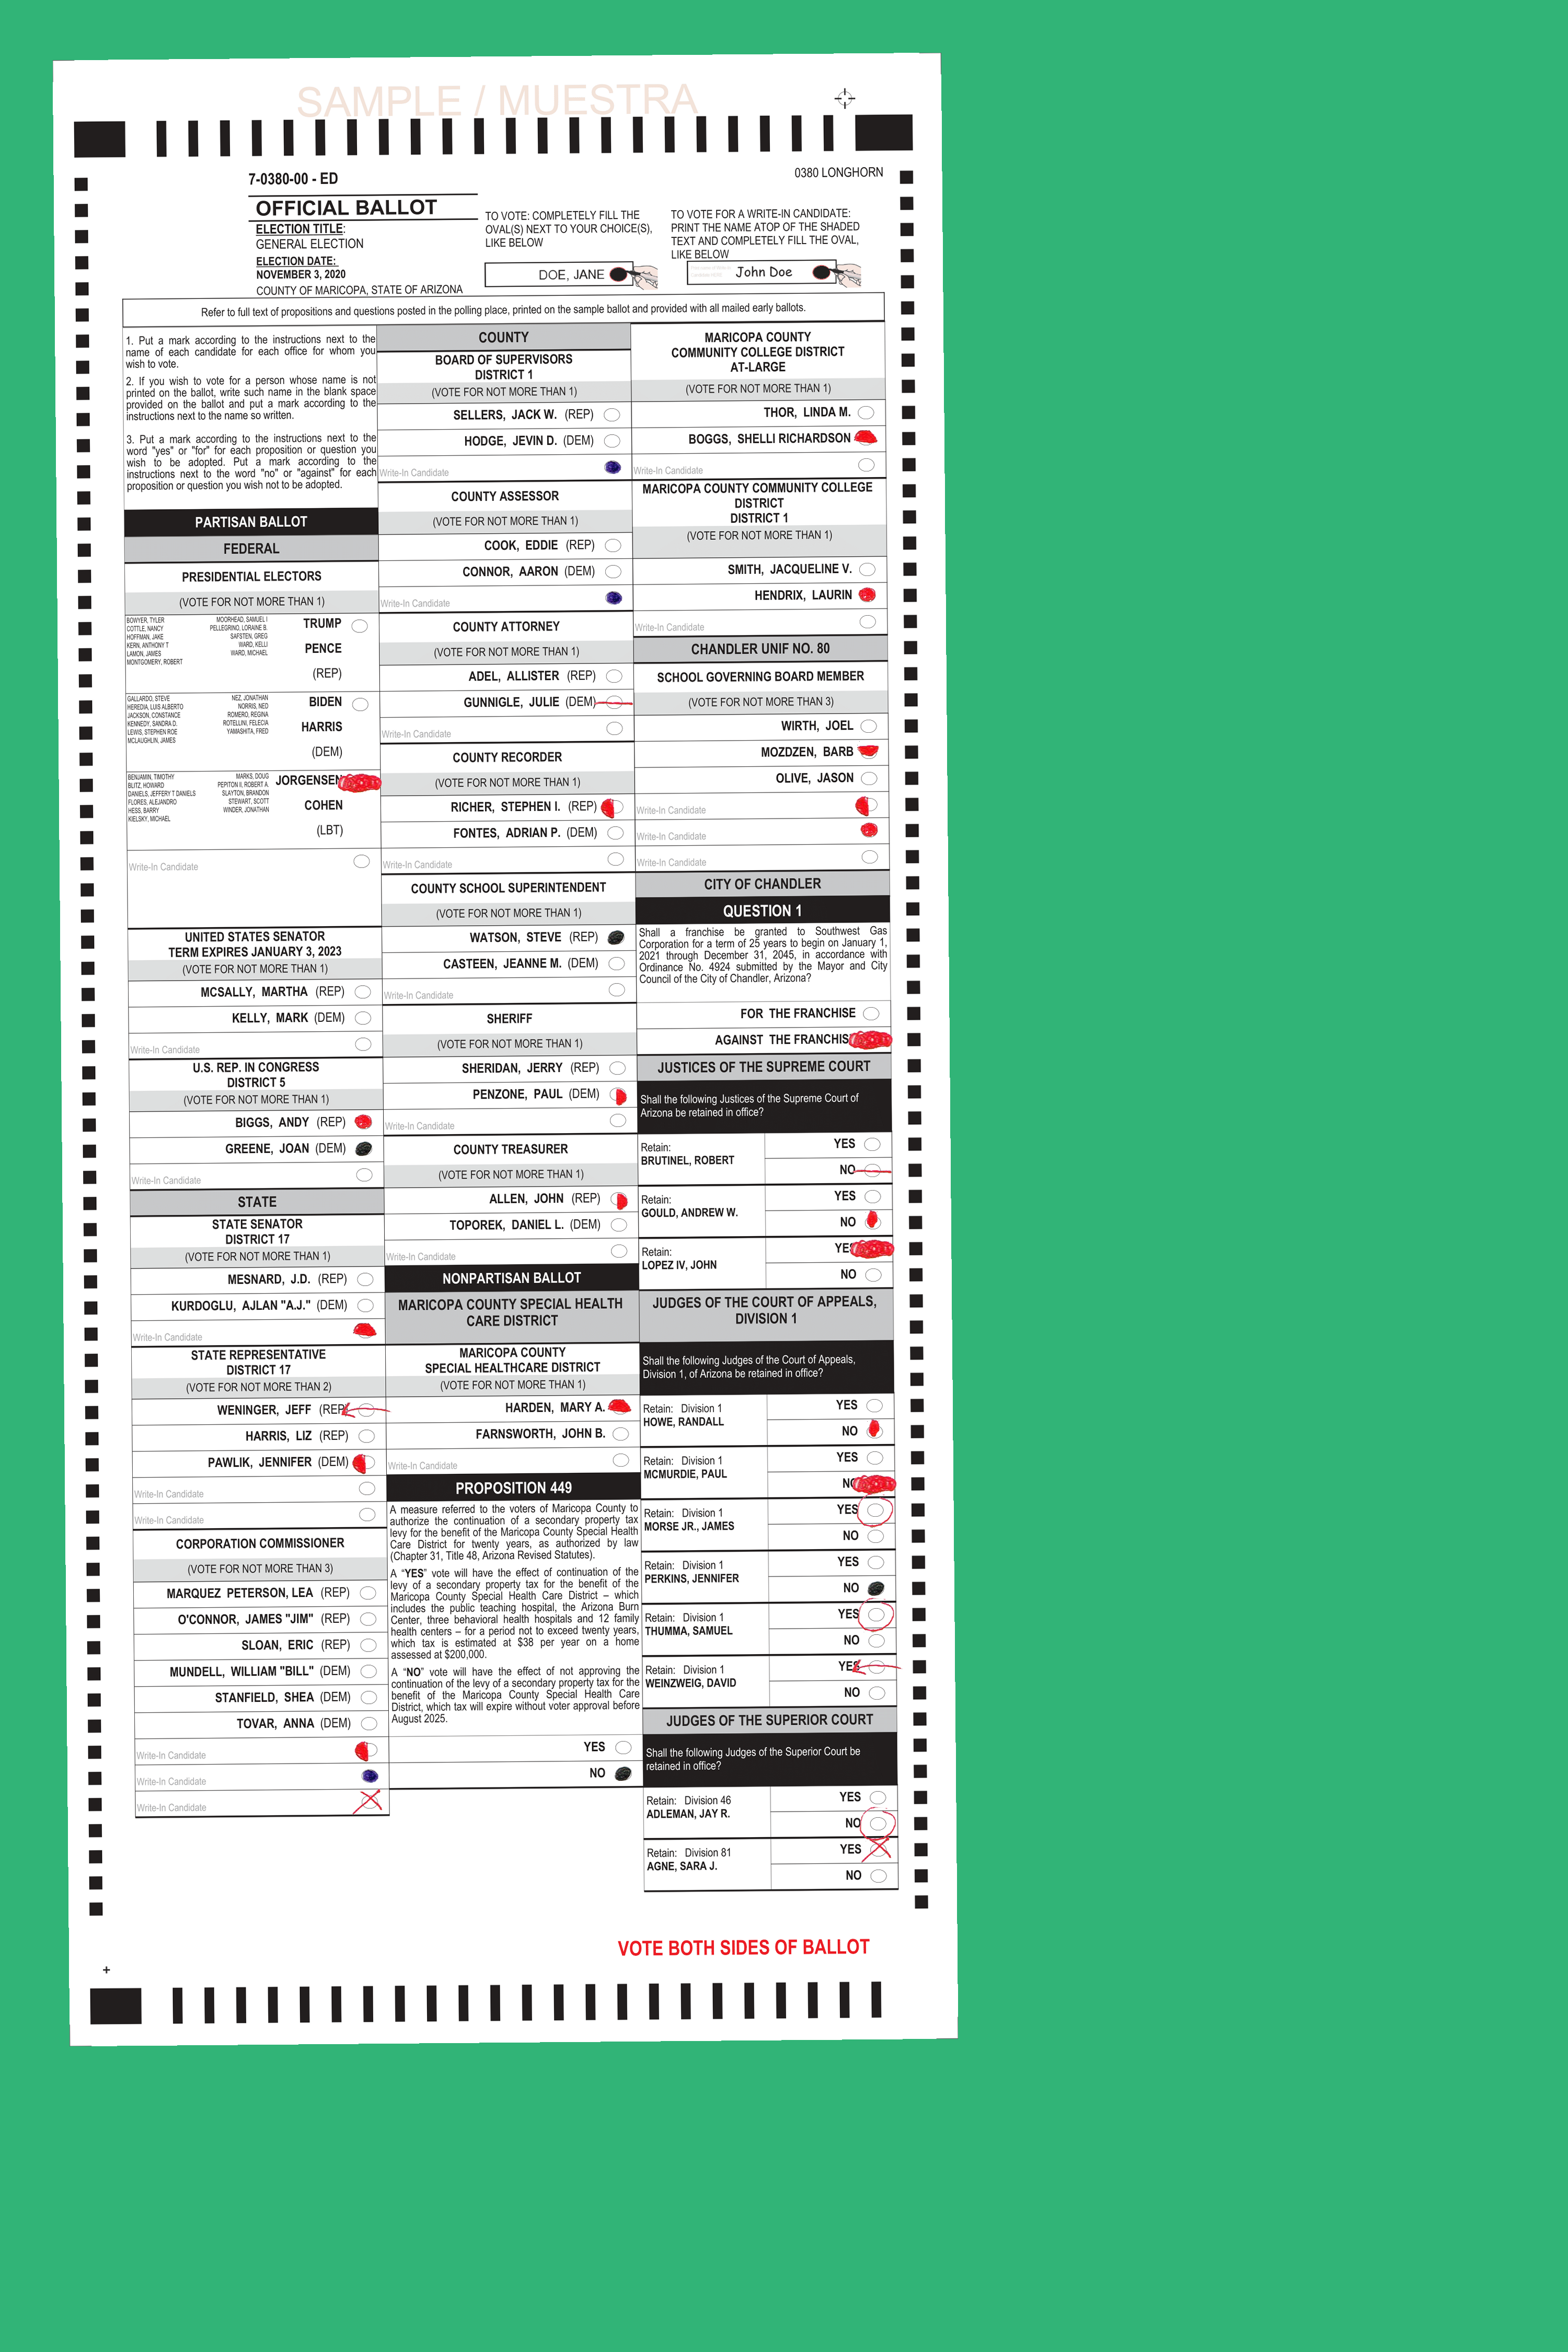 SAMPLE / MUESTRA
7-0380-00 - ED
0380 LONGHORN
OFFICIAL BALLOT
ELECTION TITLE:
GENERAL ELECTION
ELECTION DATE:
NOVEMBER 3, 2020
COUNTY OF MARICOPA, STATE OF ARIZONA
TO VOTE: COMPLETELY FILL THE
OVAL(S) NEXT TO YOUR CHOICE(S),
LIKE BELOW
DOE, JANE
TO VOTE FOR A WRITE-IN CANDIDATE:
PRINT THE NAME ATOP OF THE SHADED
TEXT AND COMPLETELY FILL THE OVAL,
LIKE BELOW
John Doe
Refer to full text of propositions and questions posted in the polling place, printed on the sample ballot and provided with all mailed early ballots.
1. Put a mark according to the instructions next to the
name of each candidate for each office for whom you
wish to vote.
2. If you wish to vote for a person whose name is not
printed on the ballot, write such name in the blank space
provided on the ballot and put a mark according to the
instructions next to the name so written.
3. Put a mark according to the instructions next to the
word "yes" or "for" for each proposition or question you
wish to be adopted. Put a mark according to the
instructions next to the word "no" or "against" for each
proposition or question you wish not to be adopted.
PARTISAN BALLOT
FEDERAL
PRESIDENTIAL ELECTORS
(VOTE FOR NOT MORE THAN 1)
BOWYER, TYLER
COTTLE, NANCY
HOFFMAN, JAKE
KERN, ANTHONY T
LAMON, JAMES
MONTGOMERY, ROBERT
MOORHEAD, SAMUEL I
PELLEGRINO, LORAINE B.
SAFSTEN, GREG
WARD, KELLI
WARD, MICHAEL
TRUMP
PENCE
(REP)
GALLARDO, STEVE
HEREDIA, LUIS ALBERTO
JACKSON, CONSTANCE
KENNEDY, SANDRA D.
LEWIS, STEPHEN ROE
MCLAUGHLIN, JAMES
NEZ, JONATHAN
NORRIS, NED
ROMERO, REGINA
ROTELLINI, FELECIA
YAMASHITA, FRED
BIDEN
HARRIS
(DEM)
BENJAMIN, TIMOTHY
BLITZ, HOWARD
DANIELS, JEFFERY T DANIELS
FLORES, ALEJANDRO
HESS, BARRY
KIELSKY, MICHAEL
MARKS, DOUG
PEPITON II, ROBERT A.
SLAYTON, BRANDON
STEWART, SCOTT
WINDER, JONATHAN
JORGENSEN
COHEN
(LBT)
Write-In Candidate
UNITED STATES SENATOR
TERM EXPIRES JANUARY 3, 2023
(VOTE FOR NOT MORE THAN 1)
MCSALLY, MARTHA (REP)
KELLY, MARK (DEM)
Write-In Candidate
U.S. REP. IN CONGRESS
DISTRICT 5
(VOTE FOR NOT MORE THAN 1)
BIGGS, ANDY (REP)
GREENE, JOAN (DEM)
Write-In Candidate
STATE
STATE SENATOR
DISTRICT 17
(VOTE FOR NOT MORE THAN 1)
MESNARD, J.D. (REP)
KURDOGLU, AJLAN "A.J." (DEM)
Write-In Candidate
STATE REPRESENTATIVE
DISTRICT 17
(VOTE FOR NOT MORE THAN 2)
WENINGER, JEFF (REP)
HARRIS, LIZ (REP)
PAWLIK, JENNIFER (DEM)
Write-In Candidate
Write-In Candidate
CORPORATION COMMISSIONER
(VOTE FOR NOT MORE THAN 3)
MARQUEZ PETERSON, LEA (REP)
O'CONNOR, JAMES "JIM" (REP)
SLOAN, ERIC (REP)
MUNDELL, WILLIAM "BILL" (DEM)
STANFIELD, SHEA (DEM)
TOVAR, ANNA (DEM)
Write-In Candidate
Write-In Candidate
Write-In Candidate
COUNTY
BOARD OF SUPERVISORS
DISTRICT 1
(VOTE FOR NOT MORE THAN 1)
SELLERS, JACK W. (REP)
HODGE, JEVIN D. (DEM)
Write-In Candidate
COUNTY ASSESSOR
(VOTE FOR NOT MORE THAN 1)
COOK, EDDIE (REP)
CONNOR, AARON (DEM)
Write-In Candidate
COUNTY ATTORNEY
(VOTE FOR NOT MORE THAN 1)
ADEL, ALLISTER (REP)
GUNNIGLE, JULIE (DEM)
Write-In Candidate
COUNTY RECORDER
(VOTE FOR NOT MORE THAN 1)
RICHER, STEPHEN I. (REP)
FONTES, ADRIAN P. (DEM)
Write-In Candidate
COUNTY SCHOOL SUPERINTENDENT
(VOTE FOR NOT MORE THAN 1)
WATSON, STEVE (REP)
CASTEEN, JEANNE M. (DEM)
Write-In Candidate
SHERIFF
(VOTE FOR NOT MORE THAN 1)
SHERIDAN, JERRY (REP)
PENZONE, PAUL (DEM)
Write-In Candidate
COUNTY TREASURER
(VOTE FOR NOT MORE THAN 1)
ALLEN, JOHN (REP)
TOPOREK, DANIEL L. (DEM)
Write-In Candidate
NONPARTISAN BALLOT
MARICOPA COUNTY SPECIAL HEALTH
CARE DISTRICT
MARICOPA COUNTY
SPECIAL HEALTHCARE DISTRICT
(VOTE FOR NOT MORE THAN 1)
HARDEN, MARY A.
FARNSWORTH, JOHN B.
Write-In Candidate
PROPOSITION 449
A measure referred to the voters of Maricopa County to
authorize the continuation of a secondary property tax
levy for the benefit of the Maricopa County Special Health
Care District for twenty years, as authorized by law
(Chapter 31, Title 48, Arizona Revised Statutes).
A “YES” vote will have the effect of continuation of the
levy of a secondary property tax for the benefit of the
Maricopa County Special Health Care District – which
includes the public teaching hospital, the Arizona Burn
Center, three behavioral health hospitals and 12 family
health centers – for a period not to exceed twenty years,
which tax is estimated at $38 per year on a home
assessed at $200,000.
A “NO” vote will have the effect of not approving the
continuation of the levy of a secondary property tax for the
benefit of the Maricopa County Special Health Care
District, which tax will expire without voter approval before
August 2025.
YES
NO
MARICOPA COUNTY
COMMUNITY COLLEGE DISTRICT
AT-LARGE
(VOTE FOR NOT MORE THAN 1)
THOR, LINDA M.
BOGGS, SHELLI RICHARDSON
Write-In Candidate
MARICOPA COUNTY COMMUNITY COLLEGE
DISTRICT
DISTRICT 1
(VOTE FOR NOT MORE THAN 1)
SMITH, JACQUELINE V.
HENDRIX, LAURIN
Write-In Candidate
CHANDLER UNIF NO. 80
SCHOOL GOVERNING BOARD MEMBER
(VOTE FOR NOT MORE THAN 3)
WIRTH, JOEL
MOZDZEN, BARB
OLIVE, JASON
Write-In Candidate
Write-In Candidate
Write-In Candidate
CITY OF CHANDLER
QUESTION 1
Shall a franchise be granted to Southwest Gas
Corporation for a term of 25 years to begin on January 1,
2021 through December 31, 2045, in accordance with
Ordinance No. 4924 submitted by the Mayor and City
Council of the City of Chandler, Arizona?
FOR THE FRANCHISE
AGAINST THE FRANCHIS
JUSTICES OF THE SUPREME COURT
Shall the following Justices of the Supreme Court of
Arizona be retained in office?
Retain:
BRUTINEL, ROBERT
YES
NO
Retain:
GOULD, ANDREW W.
YES
NO
Retain:
LOPEZ IV, JOHN
YE
NO
JUDGES OF THE COURT OF APPEALS,
DIVISION 1
Shall the following Judges of the Court of Appeals,
Division 1, of Arizona be retained in office?
Retain: Division 1
HOWE, RANDALL
YES
NO
Retain: Division 1
MCMURDIE, PAUL
YES
NO
Retain: Division 1
MORSE JR., JAMES
YES
NO
Retain: Division 1
PERKINS, JENNIFER
YES
NO
Retain: Division 1
THUMMA, SAMUEL
YES
NO
Retain: Division 1
WEINZWEIG, DAVID
YES
NO
JUDGES OF THE SUPERIOR COURT
Shall the following Judges of the Superior Court be
retained in office?
Retain: Division 46
ADLEMAN, JAY R.
YES
NO
Retain: Division 81
AGNE, SARA J.
YES
NO
VOTE BOTH SIDES OF BALLOT